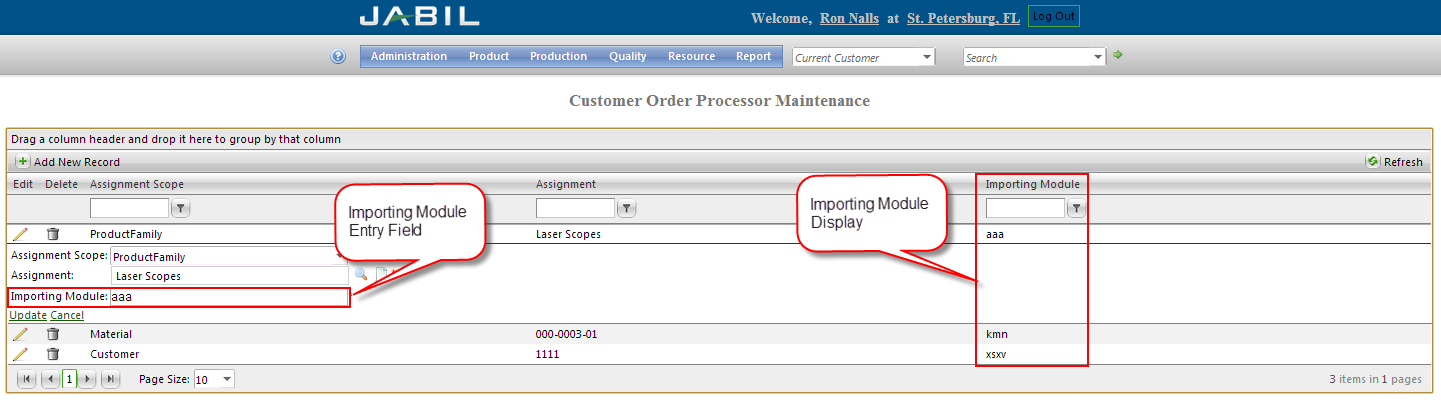 JABIL
Welcome, Ron Nalls at St. Petersburg, FL Log Out
Administration Product Production Quality Resource Report Current Customer Search
Customer Order Processor Maintenance
Drag a column header and drop it here to group by that column
Add New Record Refresh
Edit Delete Assignment Scope Assignment Importing Module
Importing Module
Entry Field
Importing Module
Display
ProductFamily Laser Scopes aaa
Assignment Scope: ProductFamily
Assignment: Laser Scopes
Importing Module: aaa
Update Cancel
Material 000-0003-01 kmn
Customer 1111 xsxv
1 Page Size: 10 3 items in 1 pages